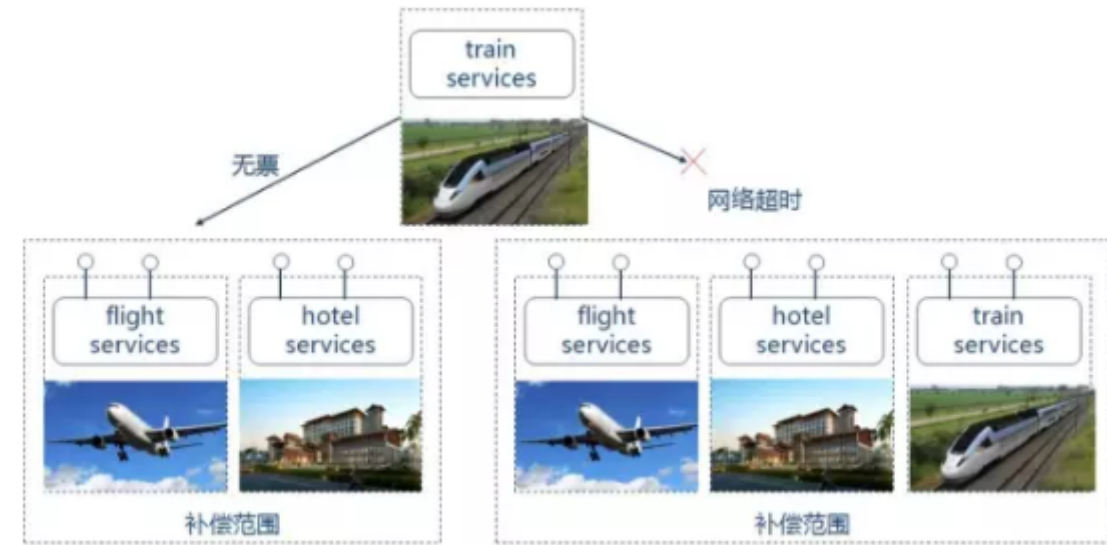 train
services
无票
网络超时
flight
services
hotel
services
补偿范围
flight
services
hotel
services
train
services
补偿范围